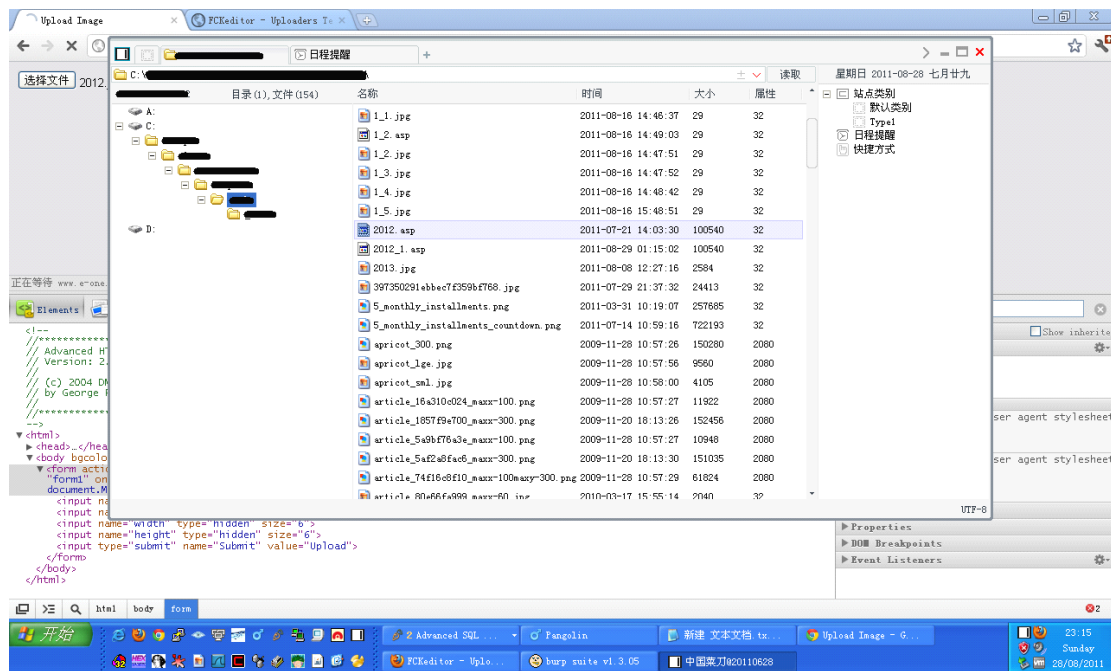 Upload Image
FCKeditor - Uploaders Te
选择文件 2012.
日程提醒
C:\
读取
星期日 2011-08-28 七月廿九
目录(1),文件(154)
名称 时间 大小 属性
A:
C:
D:
1_1.jpg 2011-08-16 14:46:37 29 32
1_2.asp 2011-08-16 14:49:03 29 32
1_2.jpg 2011-08-16 14:47:51 29 32
1_3.jpg 2011-08-16 14:47:52 29 32
1_4.jpg 2011-08-16 14:48:42 29 32
1_5.jpg 2011-08-16 15:48:51 29 32
2012.asp 2011-07-21 14:03:30 100540 32
2012_1.asp 2011-08-29 01:15:02 100540 32
2013.jpg 2011-08-08 12:27:16 2584 32
397350291ebbec7f359bf768.jpg 2011-07-29 21:37:32 24413 32
5_monthly_installments.png 2011-03-31 10:19:07 257685 32
5_monthly_installments_countdown.png 2011-07-14 10:59:16 722193 32
apricot_300.png 2009-11-28 10:57:26 150280 2080
apricot_lge.jpg 2009-11-28 10:57:56 9560 2080
apricot_sml.jpg 2009-11-28 10:58:00 4105 2080
article_16a310c024_maxx-100.png 2009-11-28 10:57:27 11922 2080
article_1857f9e700_maxx-300.png 2009-11-20 18:13:26 152456 2080
article_5a9bf76a3e_maxx-100.png 2009-11-28 10:57:27 10948 2080
article_5af2a8fac6_maxx-300.png 2009-11-20 18:13:30 151035 2080
article_74f16c8f10_maxx-100maxy-300.png 2009-11-28 10:57:29 61824 2080
article_80e66fa999_maxx-60.jpg 2010-03-17 15:55:14 2040 32
站点类别
默认类别
Type1
日程提醒
快捷方式
UTF-8
正在等待 www.e-one.
Elements
Show inherite
<!--
//************
// Advanced HT
// Version: 2.
//
// (c) 2004 DM
// by George P
//
//************
-->
<html>
<head>…</hea
<body bgcolo
<form actio
"form1" on
document.M
<input na
<input na
<input name="width" type="hidden" size="6">
<input name="height" type="hidden" size="6">
<input type="submit" name="Submit" value="Upload">
</form>
</body>
</html>
ser agent stylesheet
ser agent stylesheet
Properties
DOM Breakpoints
Event Listeners
html body form
2
开始
2 Advanced SQL ...
Pangolin
新建 文本文档.tx...
Upload Image - G...
FCKeditor - Uplo...
burp suite v1.3.05
中国菜刀@20110628
23:15
Sunday
28/08/2011